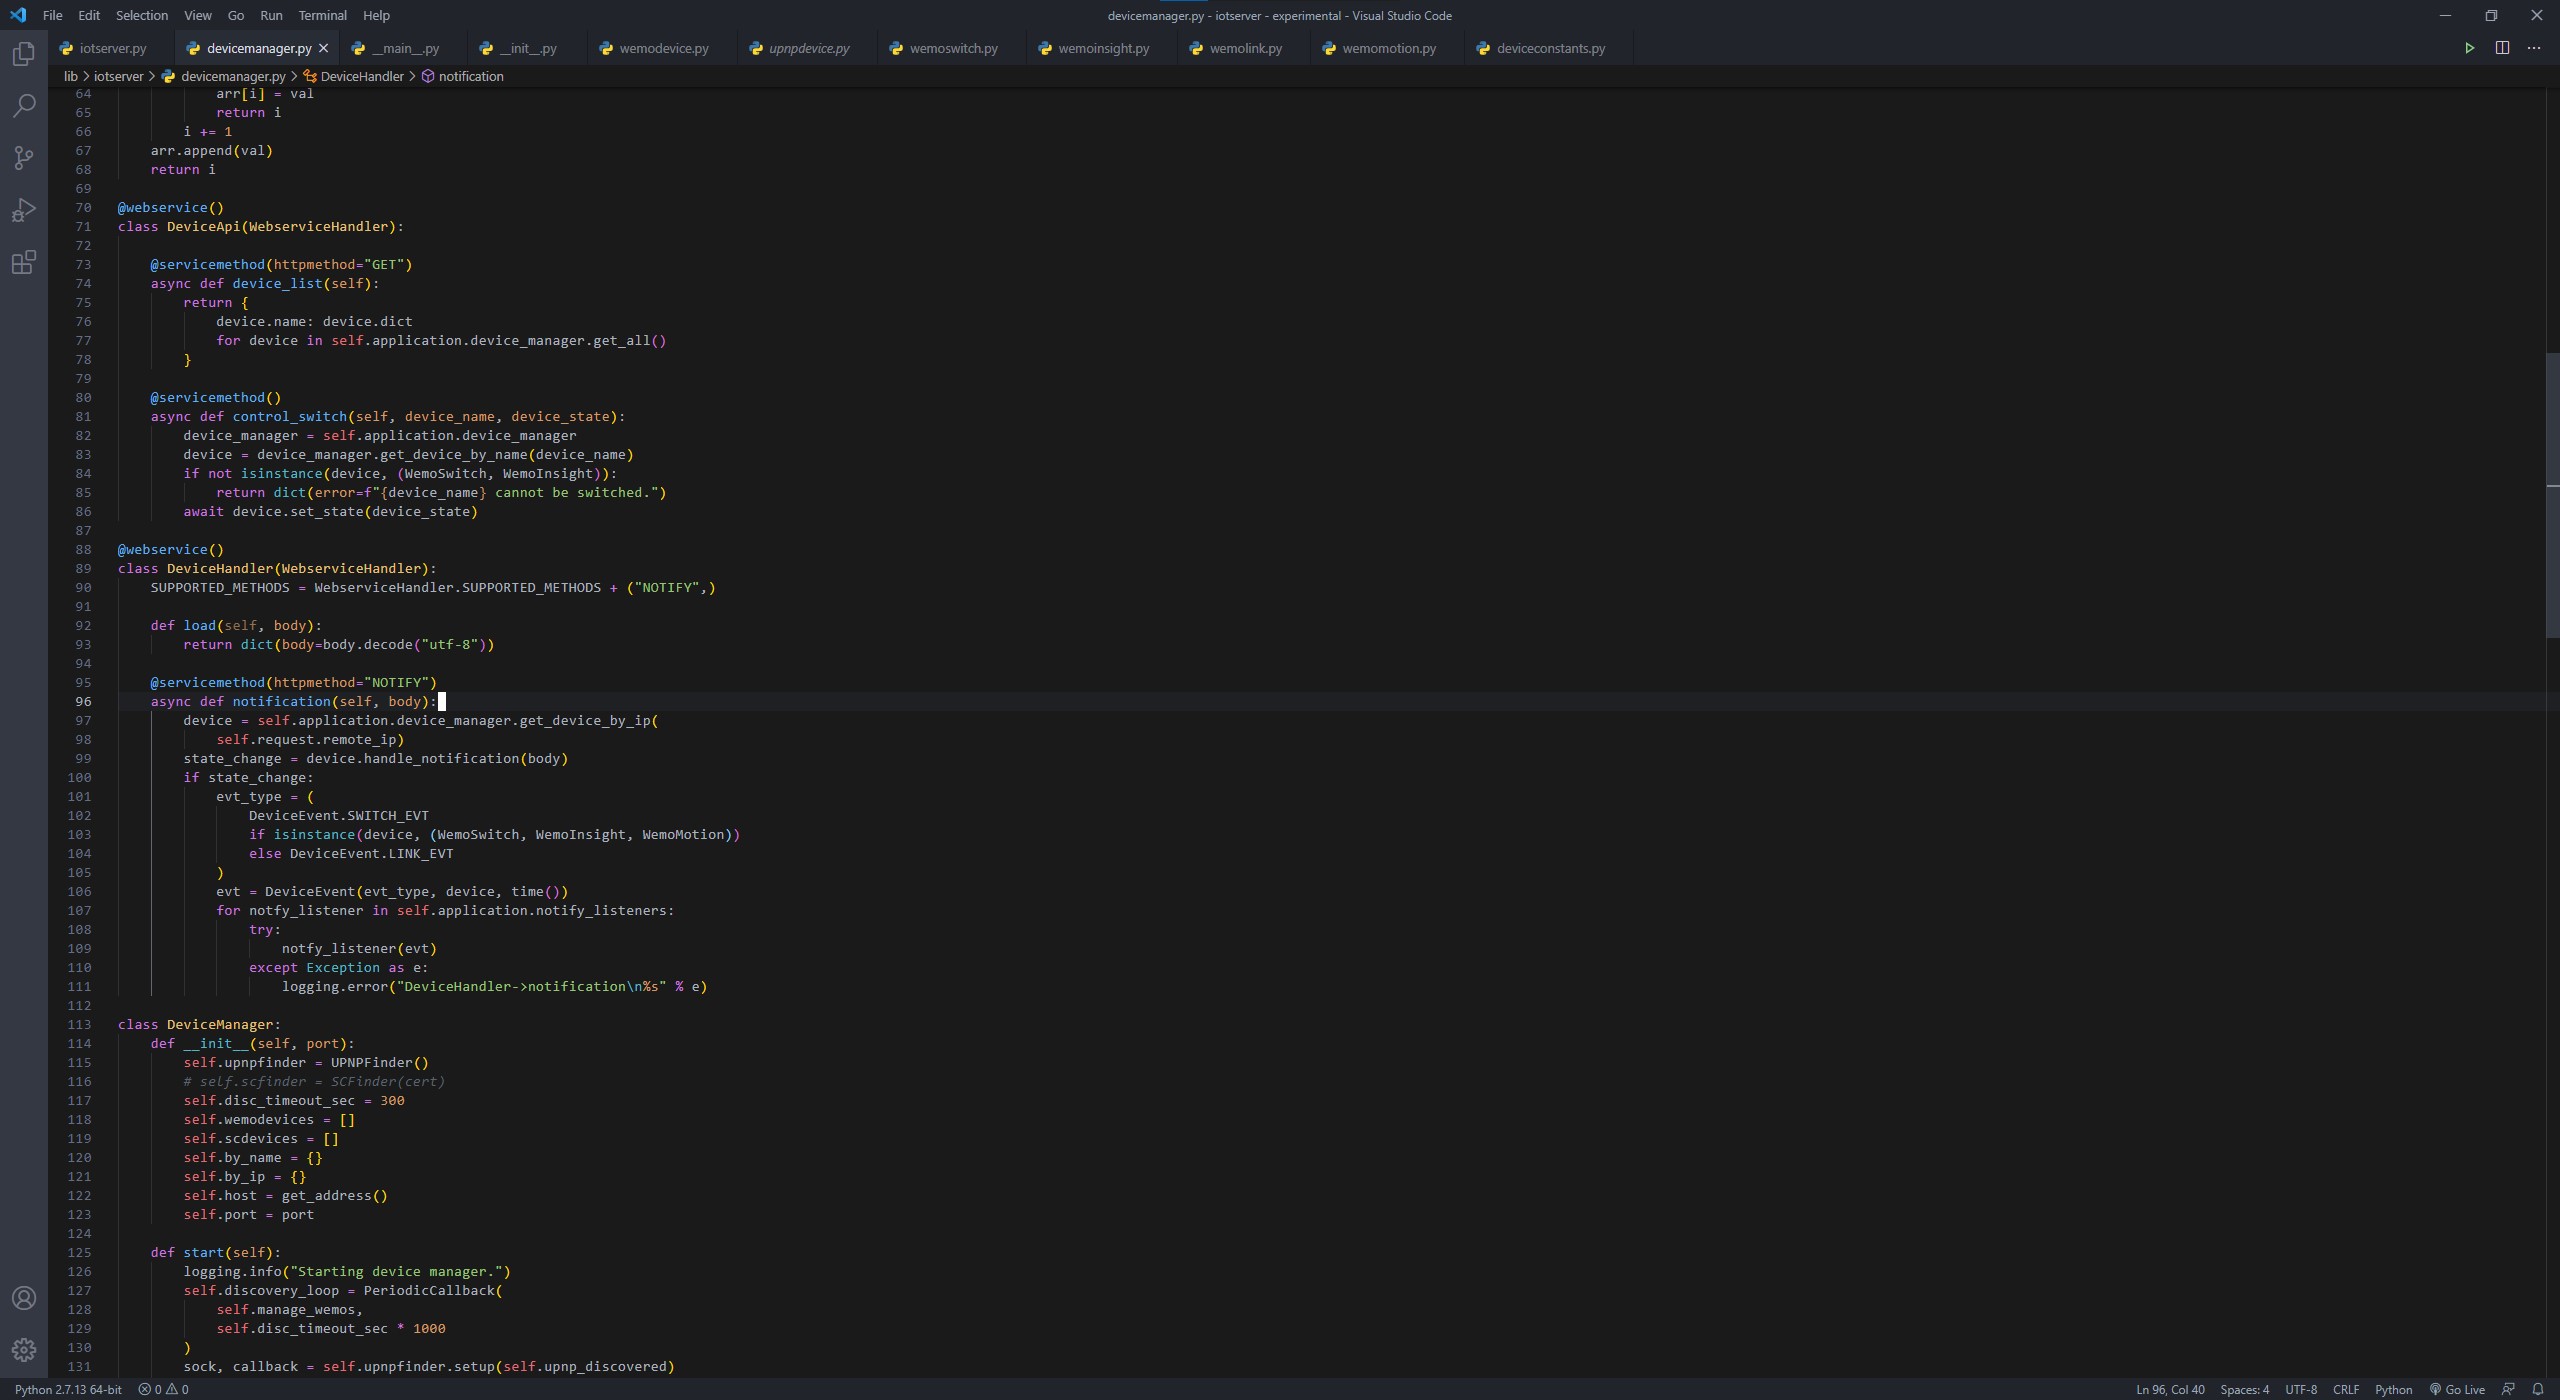 File Edit Selection View Go Run Terminal Help
devicemanager.py - iotserver - experimental - Visual Studio Code
iotserver.py devicemanager.py __main__.py __init__.py wemodevice.py upnpdevice.py wemoswitch.py wemoinsight.py wemolink.py wemomotion.py deviceconstants.py
lib > iotserver > devicemanager.py > DeviceHandler > notification
64 arr[i] = val
65 return i
66 i += 1
67 arr.append(val)
68 return i
69
70 @webservice()
71 class DeviceApi(WebserviceHandler):
72
73 @servicemethod(httpmethod="GET")
74 async def device_list(self):
75 return {
76 device.name: device.dict
77 for device in self.application.device_manager.get_all()
78 }
79
80 @servicemethod()
81 async def control_switch(self, device_name, device_state):
82 device_manager = self.application.device_manager
83 device = device_manager.get_device_by_name(device_name)
84 if not isinstance(device, (WemoSwitch, WemoInsight)):
85 return dict(error=f"{device_name} cannot be switched.")
86 await device.set_state(device_state)
87
88 @webservice()
89 class DeviceHandler(WebserviceHandler):
90 SUPPORTED_METHODS = WebserviceHandler.SUPPORTED_METHODS + ("NOTIFY",)
91
92 def load(self, body):
93 return dict(body=body.decode("utf-8"))
94
95 @servicemethod(httpmethod="NOTIFY")
96 async def notification(self, body):
97 device = self.application.device_manager.get_device_by_ip(
98 self.request.remote_ip)
99 state_change = device.handle_notification(body)
100 if state_change:
101 evt_type = (
102 DeviceEvent.SWITCH_EVT
103 if isinstance(device, (WemoSwitch, WemoInsight, WemoMotion))
104 else DeviceEvent.LINK_EVT
105 )
106 evt = DeviceEvent(evt_type, device, time())
107 for notfy_listener in self.application.notify_listeners:
108 try:
109 notfy_listener(evt)
110 except Exception as e:
111 logging.error("DeviceHandler->notification\n%s" % e)
112
113 class DeviceManager:
114 def __init__(self, port):
115 self.upnpfinder = UPNPFinder()
116 # self.scfinder = SCFinder(cert)
117 self.disc_timeout_sec = 300
118 self.wemodevices = []
119 self.scdevices = []
120 self.by_name = {}
121 self.by_ip = {}
122 self.host = get_address()
123 self.port = port
124
125 def start(self):
126 logging.info("Starting device manager.")
127 self.discovery_loop = PeriodicCallback(
128 self.manage_wemos,
129 self.disc_timeout_sec * 1000
130 )
131 sock, callback = self.upnpfinder.setup(self.upnp_discovered)
Python 2.7.13 64-bit 0 0 Ln 96, Col 40 Spaces: 4 UTF-8 CRLF Python Go Live